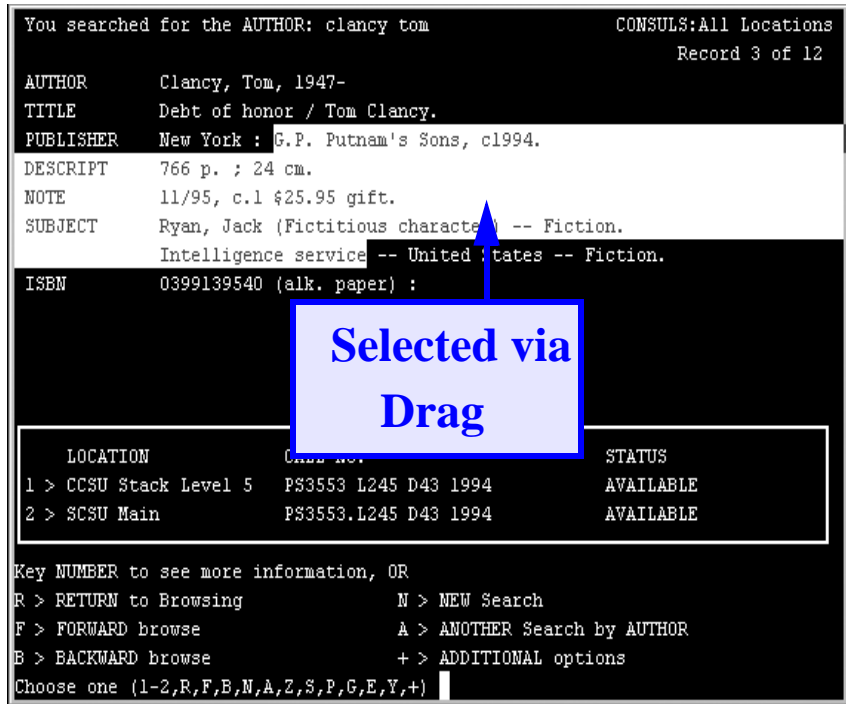 You searched for the AUTHOR: clancy tom CONSULS:All Locations
Record 3 of 12
AUTHOR Clancy, Tom, 1947-
TITLE Debt of honor / Tom Clancy.
PUBLISHER New York : G.P. Putnam's Sons, c1994.
DESCRIPT 766 p. ; 24 cm.
NOTE 11/95, c.1 $25.95 gift.
SUBJECT Ryan, Jack (Fictitious character) -- Fiction.
Intelligence service -- United States -- Fiction.
ISBN 0399139540 (alk. paper) :
Selected via
Drag
LOCATION STATUS
1 > CCSU Stack Level 5 PS3553 L245 D43 1994 AVAILABLE
2 > SCSU Main PS3553.L245 D43 1994 AVAILABLE
Key NUMBER to see more information, OR
R > RETURN to Browsing N > NEW Search
F > FORWARD browse A > ANOTHER Search by AUTHOR
B > BACKWARD browse + > ADDITIONAL options
Choose one (1-2,R,F,B,N,A,Z,S,P,G,E,Y,+)